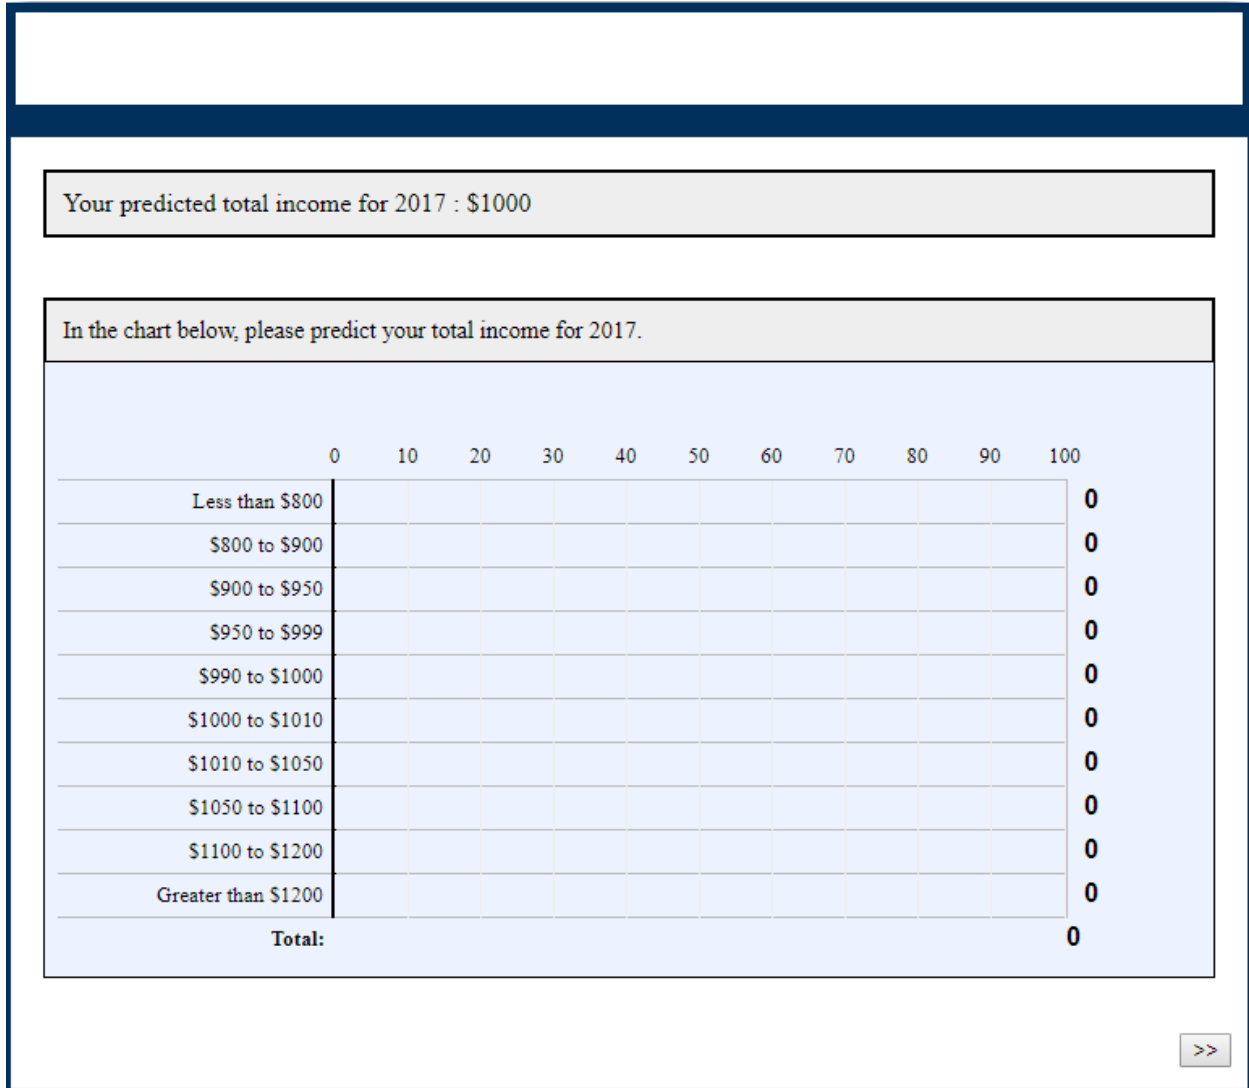 Your predicted total income for 2017 : $1000
In the chart below, please predict your total income for 2017.
0 10 20 30 40 50 60 70 80 90 100
Less than $800 0
$800 to $900 0
$900 to $950 0
$950 to $999 0
$990 to $1000 0
$1000 to $1010 0
$1010 to $1050 0
$1050 to $1100 0
$1100 to $1200 0
Greater than $1200 0
Total: 0
>>